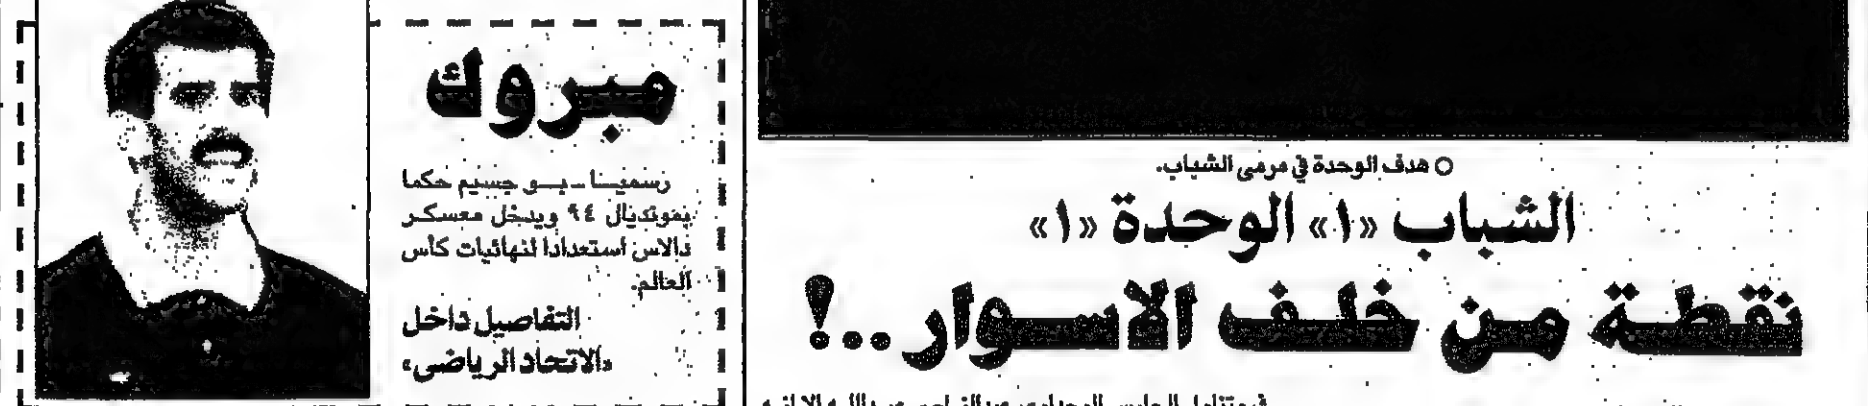 ○ هدف الوحدة في مرمى الشباب.
الشباب «١» الوحدة «١»
نقطة من خلف الاسوار ..!
مبروك
رسميا ـ بو جسيم حكما
بمونديال ٩٤ ويدخل معسكر
دالاس استعدادا لنهائيات كأس
العالم.
التفاصيل داخل
«الاتحاد الرياضي»